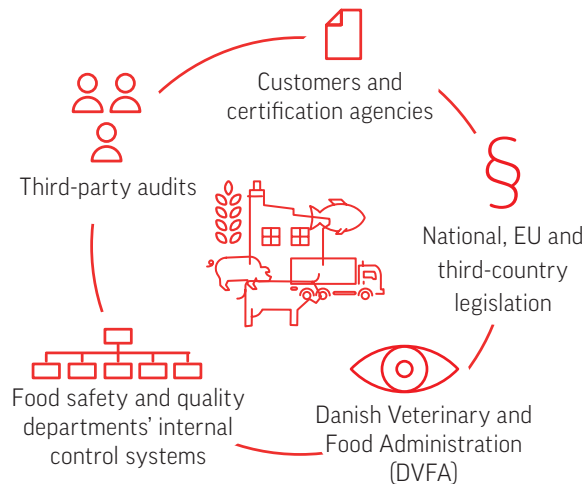 Customers and
certification agencies
Third-party audits
National, EU and
third-country
legislation
Food safety and quality
departments' internal
control systems
Danish Veterinary and
Food Administration
(DVFA)